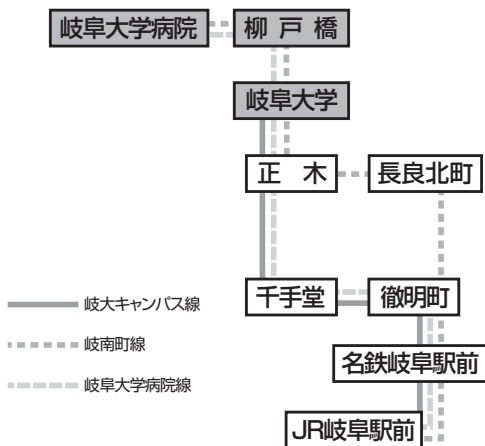 岐阜大学病院
柳戸橋
岐阜大学
正木
長良北町
千手堂
徹明町
岐大キャンパス線
岐南町線
名鉄岐阜駅前
岐阜大学病院線
JR岐阜駅前